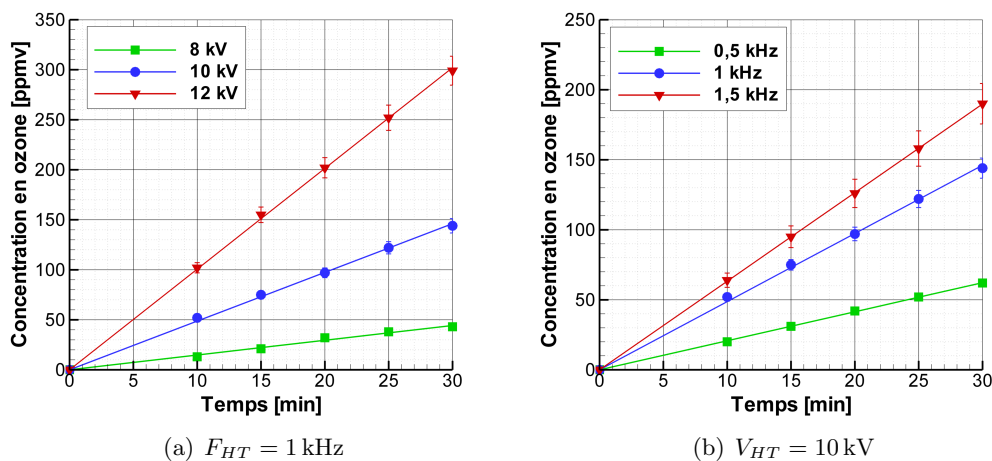 350
300
250
200
150
100
50
0
0 5 10 15 20 25 30
Concentration en ozone [ppmv]
Temps [min]
8 kV
10 kV
12 kV
(a) F_HT = 1 kHz
250
200
150
100
50
0
0 5 10 15 20 25 30
Concentration en ozone [ppmv]
Temps [min]
0,5 kHz
1 kHz
1,5 kHz
(b) V_HT = 10 kV